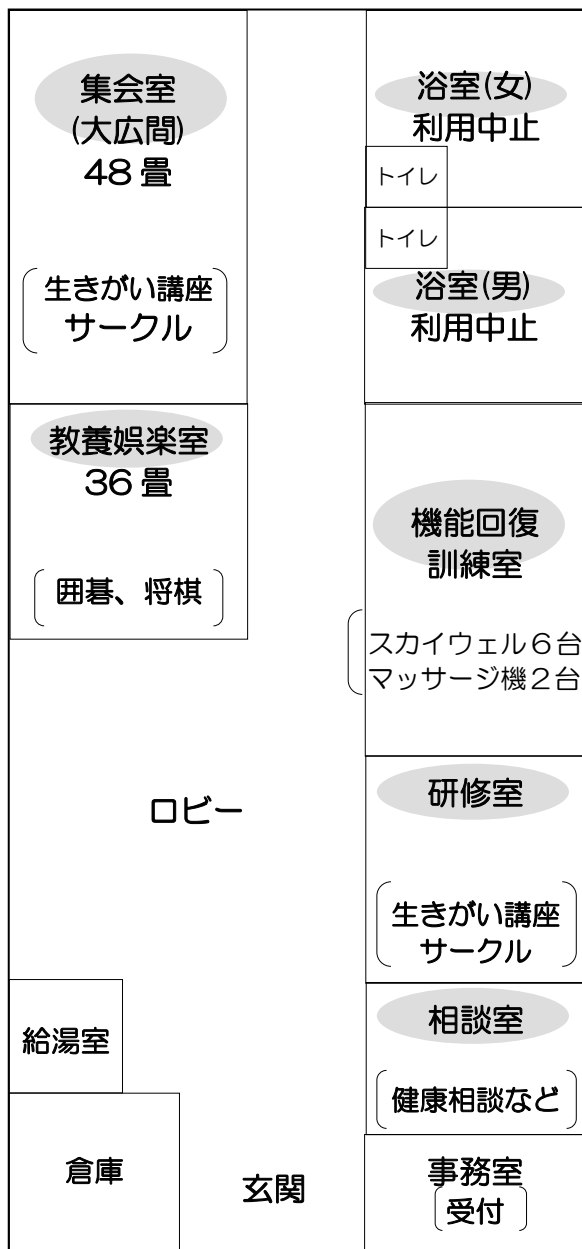 集会室
(大広間)
48 畳
生きがい講座
サークル
教養娯楽室
36 畳
囲碁、将棋
ロビー
給湯室
倉庫
玄関
浴室(女)
利用中止
トイレ
トイレ
浴室(男)
利用中止
機能回復
訓練室
スカイウェル6台
マッサージ機2台
研修室
生きがい講座
サークル
相談室
健康相談など
事務室
受付